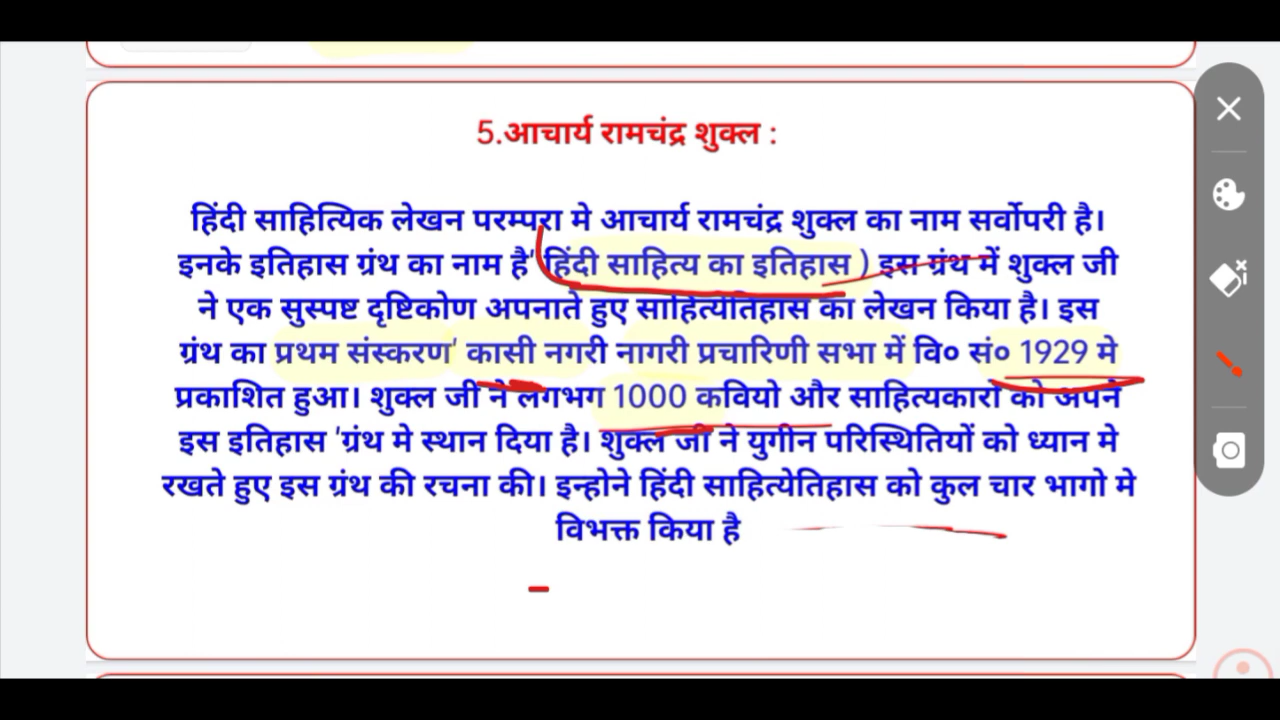 5.आचार्य रामचंद्र शुक्ल :
हिंदी साहित्यिक लेखन परम्परा मे आचार्य रामचंद्र शुक्ल का नाम सर्वोपरी है।
इनके इतिहास ग्रंथ का नाम है' (हिंदी साहित्य का इतिहास ) इस ग्रंथ में शुक्ल जी
ने एक सुस्पष्ट दृष्टिकोण अपनाते हुए साहित्येतिहास का लेखन किया है। इस
ग्रंथ का प्रथम संस्करण' कासी नगरी नागरी प्रचारिणी सभा में वि० सं० 1929 मे
प्रकाशित हुआ। शुक्ल जी ने लगभग 1000 कवियो और साहित्यकारो को अपने
इस इतिहास 'ग्रंथ मे स्थान दिया है। शुक्ल जी ने युगीन परिस्थितियों को ध्यान मे
रखते हुए इस ग्रंथ की रचना की। इन्होने हिंदी साहित्येतिहास को कुल चार भागो मे
विभक्त किया है